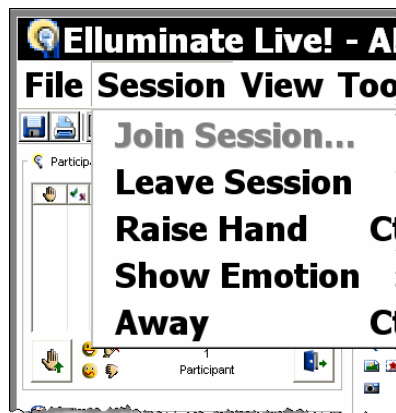 Elluminate Live! - Al
File Session View Too
Join Session...
Particip
Leave Session
Raise Hand Ct
Show Emotion
Away Ct
1
Participant